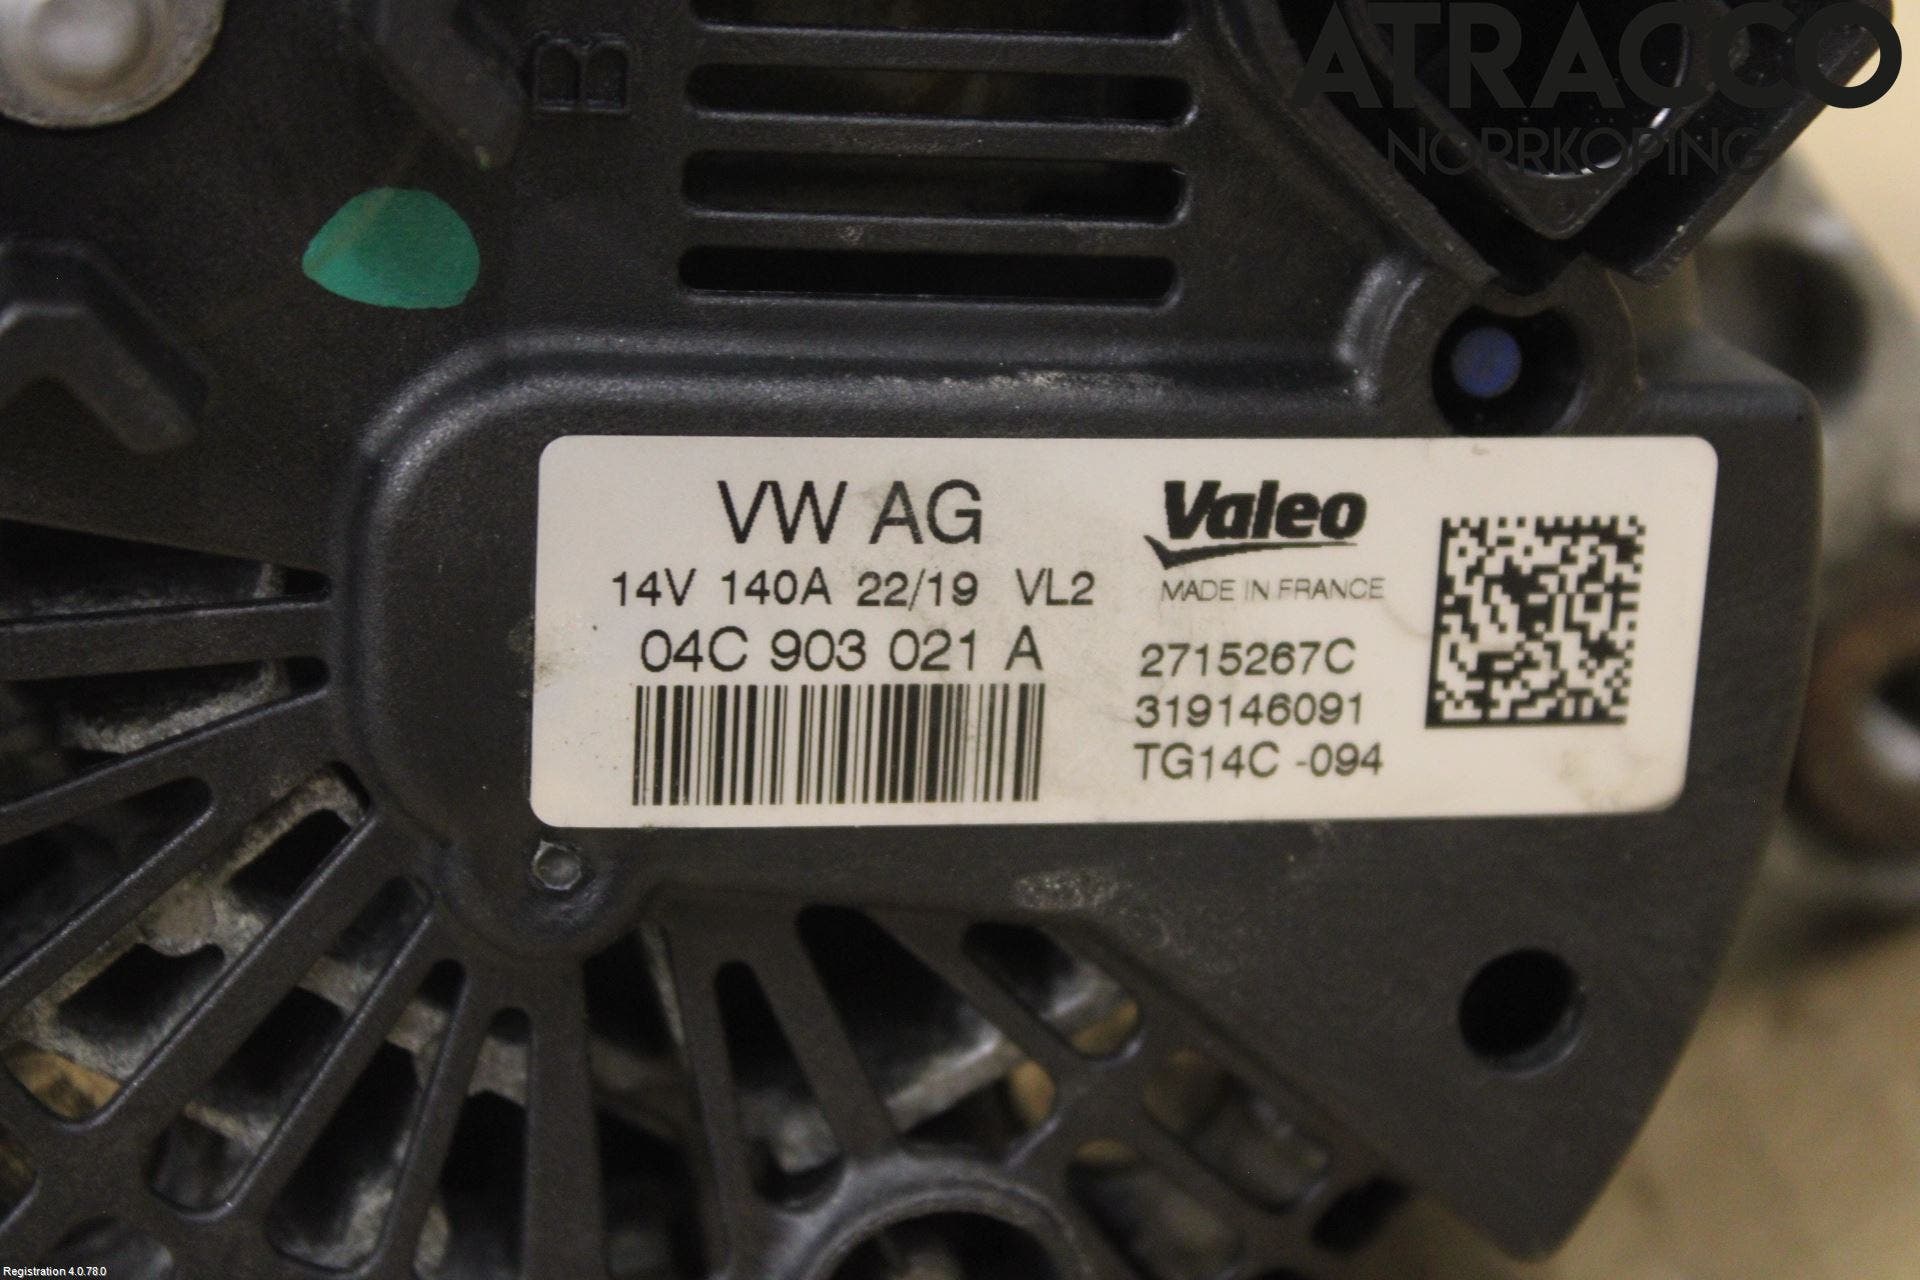 ATRACCO
NORRKÖPING
B
VW AG
14V 140A 22/19 VL2
04C 903 021 A
Valeo
MADE IN FRANCE
2715267C
319146091
TG14C -094
Registration 4.0.78.0